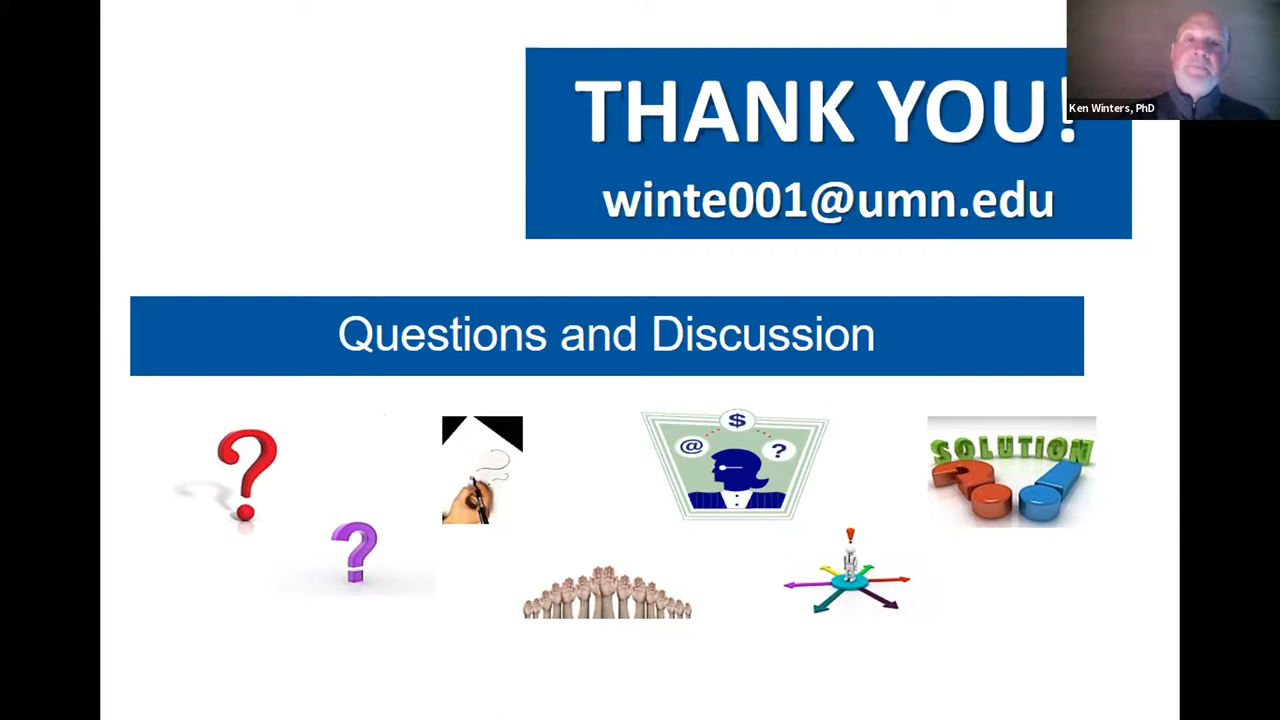 THANK YOU!
Ken Winters, PhD
winte001@umn.edu
Questions and Discussion
?
$
@
?
SOLUTION
?
?!
!